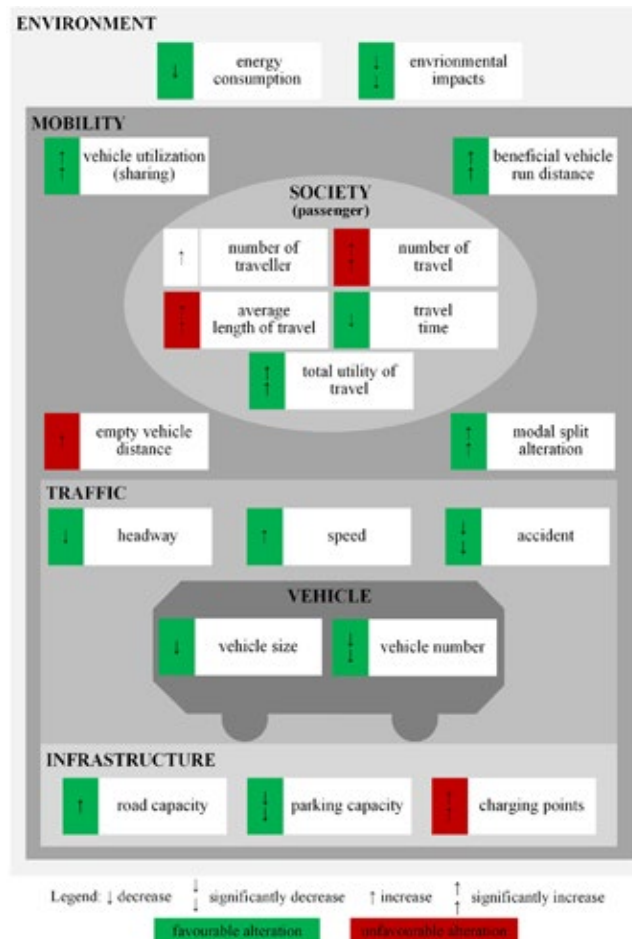 ENVIRONMENT
↓ energy
consumption
↓↓ envrionmental
impacts
MOBILITY
↑↑ vehicle utilization
(sharing)
↑↑ beneficial vehicle
run distance
SOCIETY
(passenger)
↑ number of
traveller
↑↑ number of
travel
↑↑ average
length of travel
↓ travel
time
↑↑ total utility of
travel
↑ empty vehicle
distance
↑↑ modal split
alteration
TRAFFIC
↓ headway
↑ speed
↓↓ accident
VEHICLE
↓ vehicle size
↓↓ vehicle number
INFRASTRUCTURE
↑ road capacity
↓↓ parking capacity
↑↑ charging points
Legend: ↓ decrease ↓↓ significantly decrease ↑ increase ↑↑ significantly increase
favourable alteration unfavourable alteration